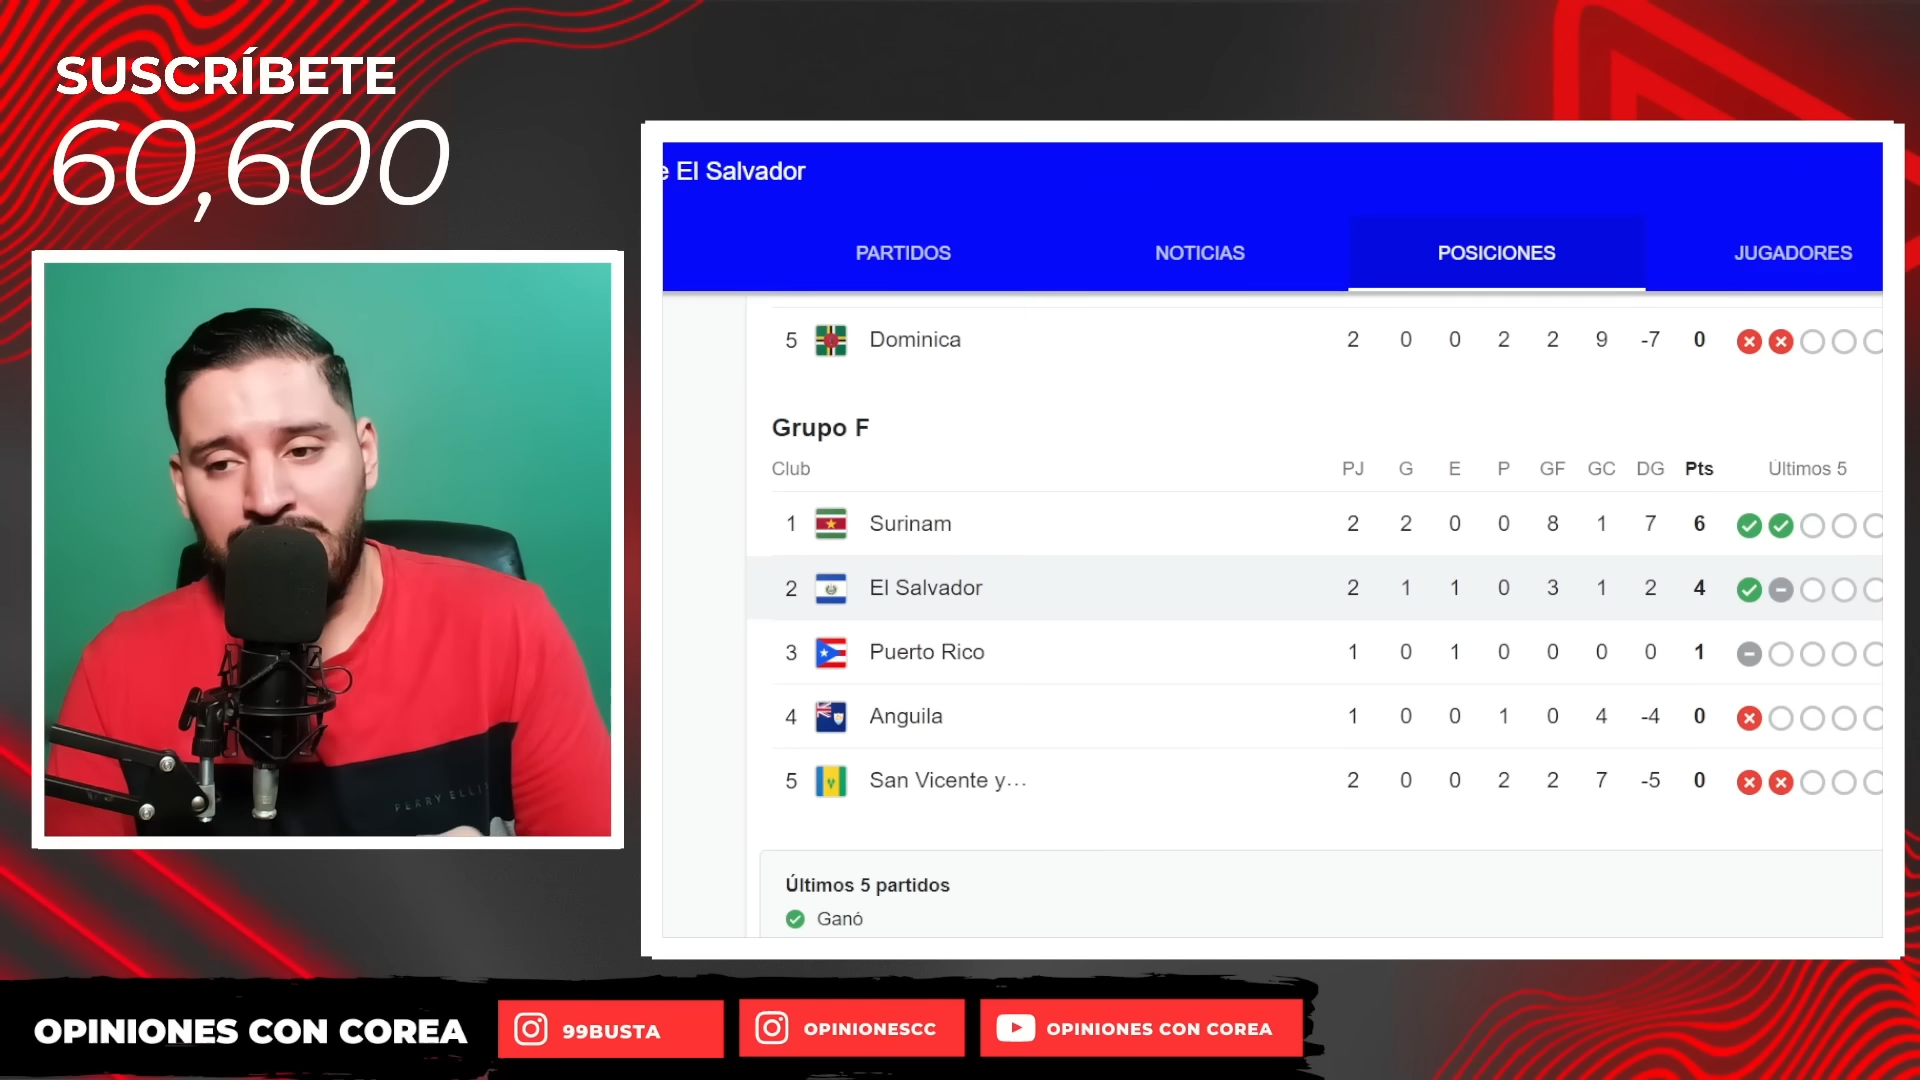 SUSCRÍBETE
60,600
e El Salvador
PARTIDOS NOTICIAS POSICIONES JUGADORES
5 Dominica 2 0 0 2 2 9 -7 0
Grupo F
Club PJ G E P GF GC DG Pts Últimos 5
1 Surinam 2 2 0 0 8 1 7 6
2 El Salvador 2 1 1 0 3 1 2 4
3 Puerto Rico 1 0 1 0 0 0 0 1
4 Anguila 1 0 0 1 0 4 -4 0
5 San Vicente y... 2 0 0 2 2 7 -5 0
Últimos 5 partidos
Ganó
PERRY ELLIS
OPINIONES CON COREA 99BUSTA OPINIONESCC OPINIONES CON COREA